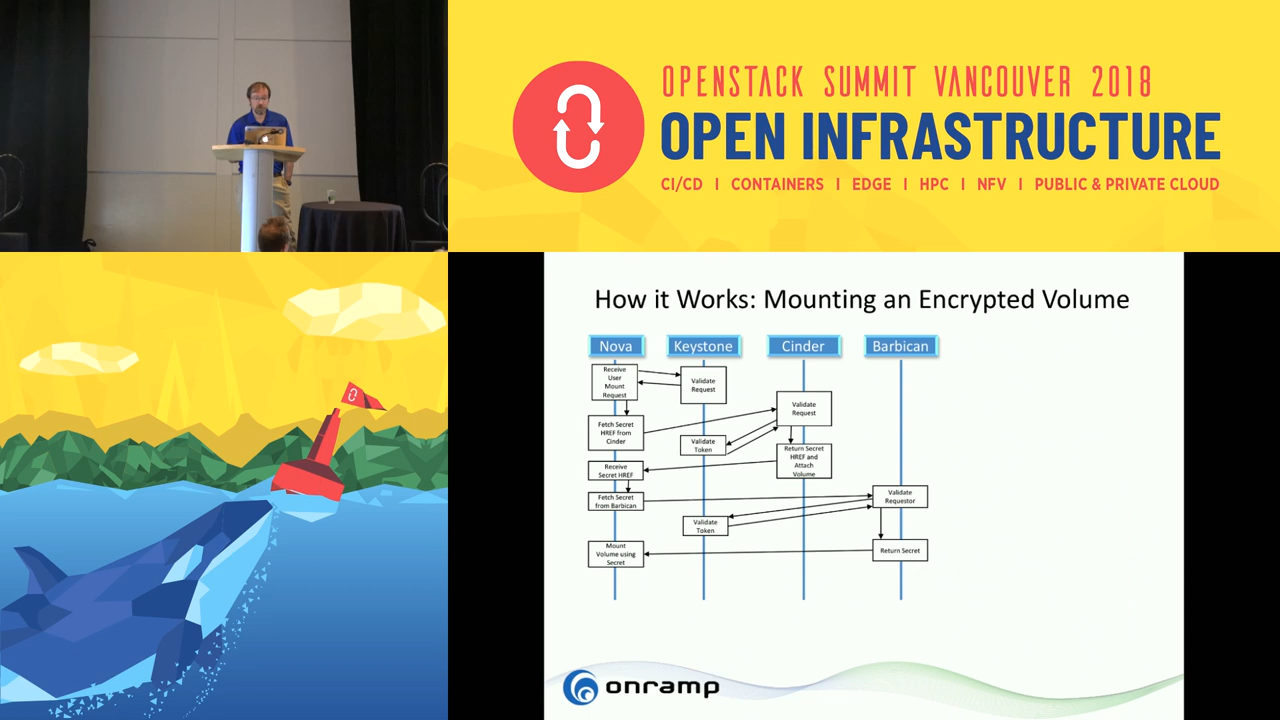 OPENSTACK SUMMIT VANCOUVER 2018
OPEN INFRASTRUCTURE
CI/CD | CONTAINERS | EDGE | HPC | NFV | PUBLIC & PRIVATE CLOUD
How it Works: Mounting an Encrypted Volume
Nova
Keystone
Cinder
Barbican
Receive
User
Mount
Request
Validate
Request
Validate
Request
Fetch Secret
HREF from
Cinder
Validate
Token
Return Secret
HREF and
Attach
Volume
Receive
Secret HREF
Fetch Secret
from Barbican
Validate
Requestor
Validate
Token
Mount
Volume using
Secret
Return Secret
onramp